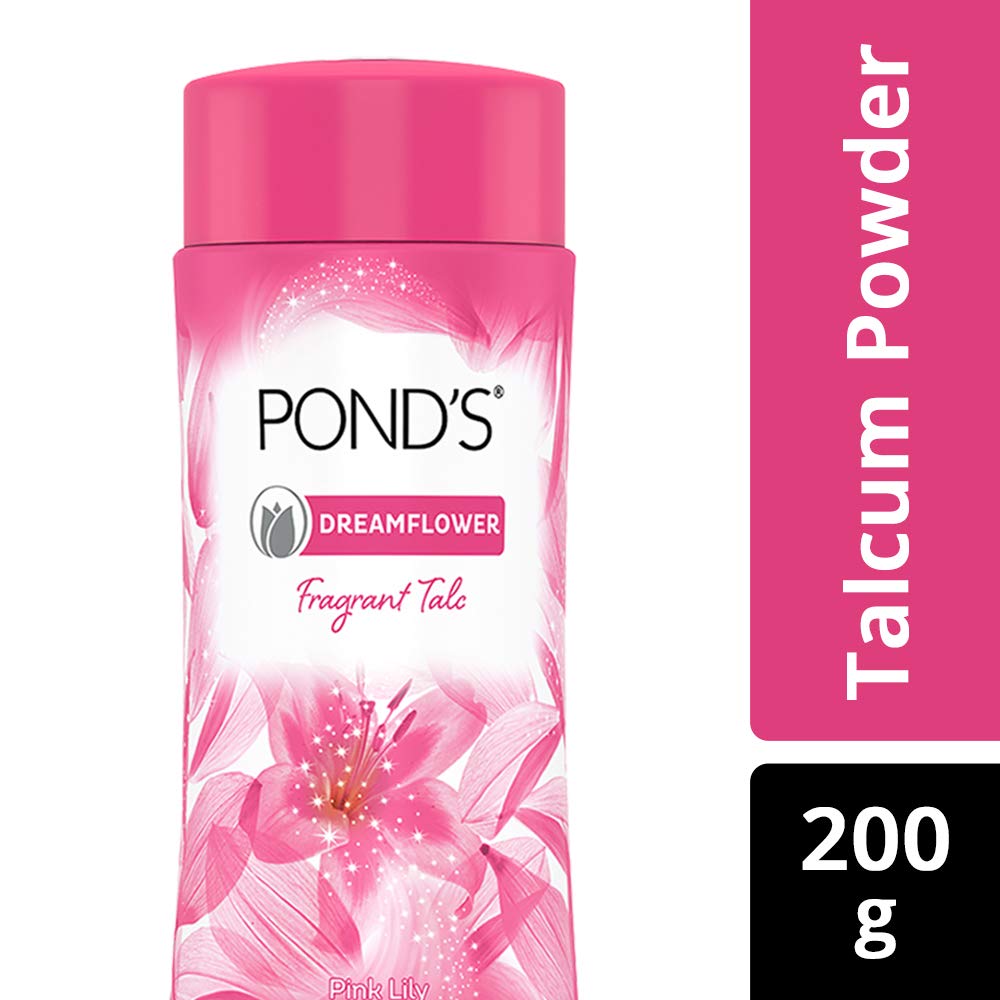 POND'S®
DREAMFLOWER
Fragrant Talc
Pink Lily
Talcum Powder
200
g